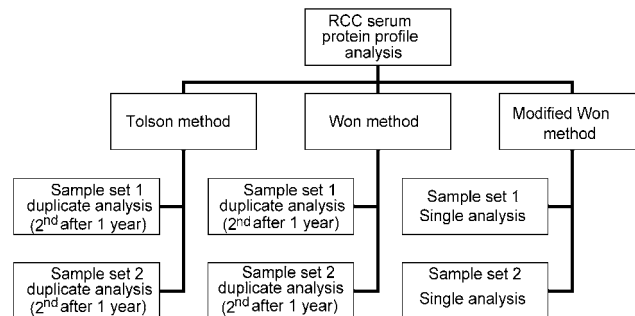 RCC serum
protein profile
analysis
Tolson method
Won method
Modified Won
method
Sample set 1
duplicate analysis
(2nd after 1 year)
Sample set 1
duplicate analysis
(2nd after 1 year)
Sample set 1
Single analysis
Sample set 2
duplicate analysis
(2nd after 1 year)
Sample set 2
duplicate analysis
(2nd after 1 year)
Sample set 2
Single analysis